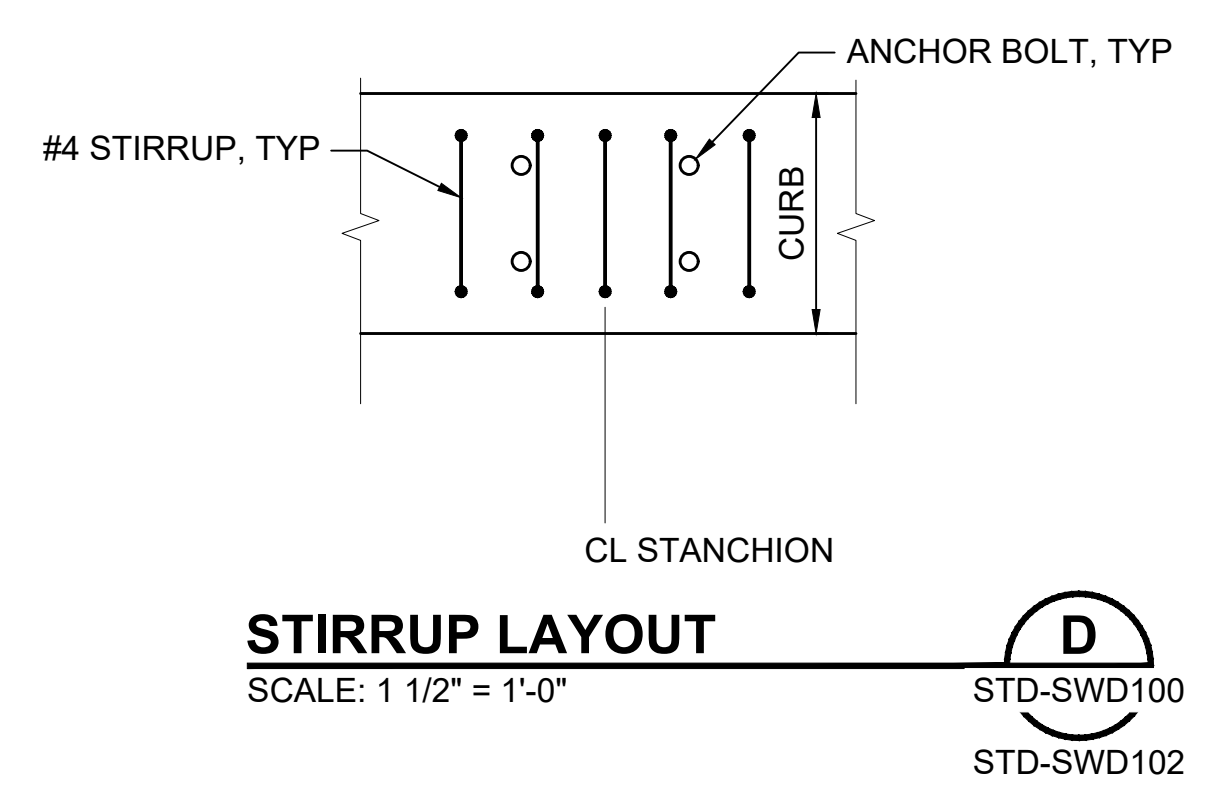 ANCHOR BOLT, TYP
#4 STIRRUP, TYP
CURB
CL STANCHION
STIRRUP LAYOUT
D
SCALE: 1 1/2" = 1'-0"
STD-SWD100
STD-SWD102